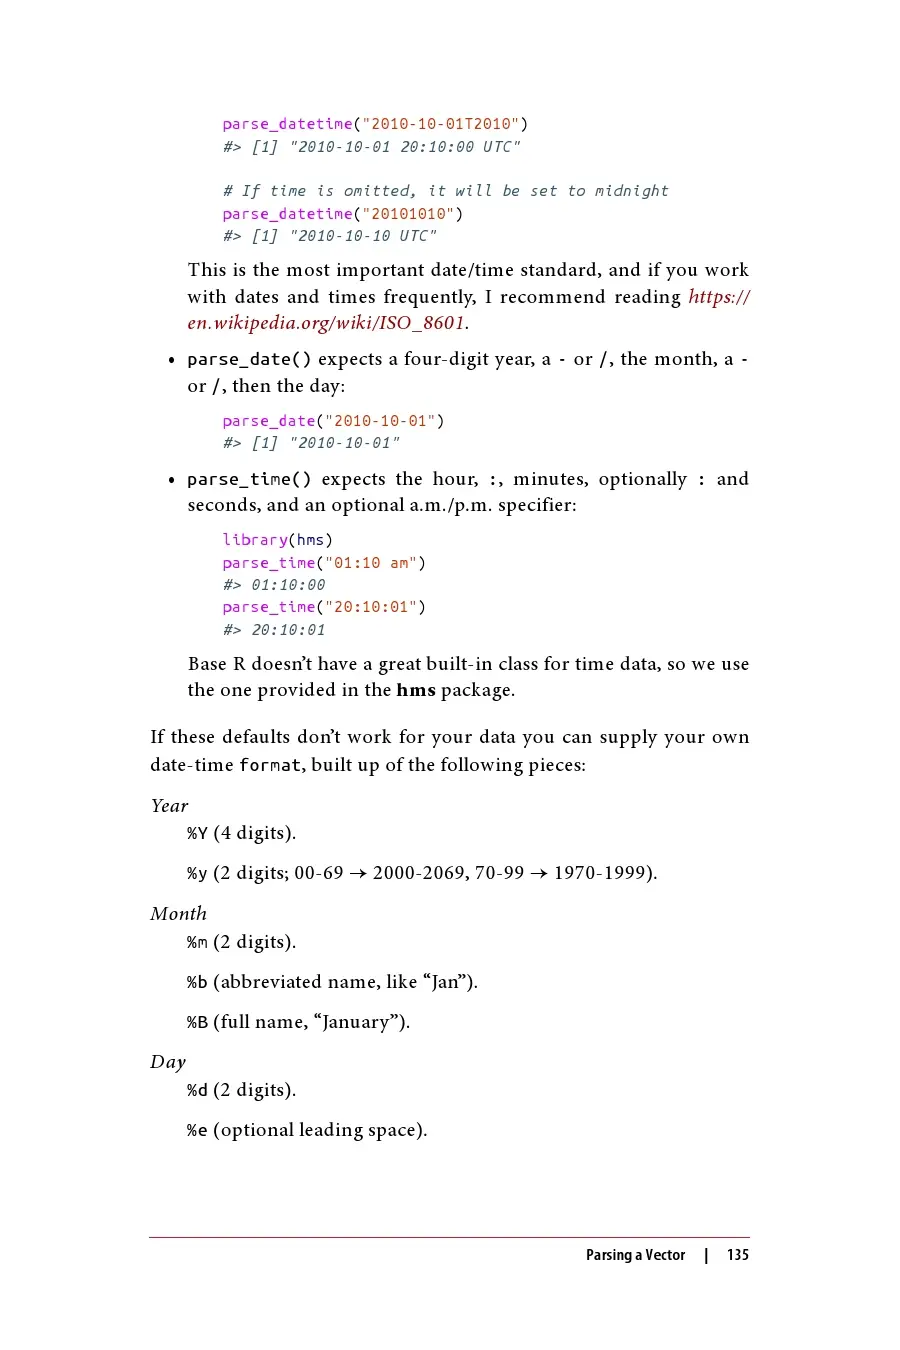 parse_datetime("2010-10-01T2010")
#> [1] "2010-10-01 20:10:00 UTC"
# If time is omitted, it will be set to midnight
parse_datetime("20101010")
#> [1] "2010-10-10 UTC"
This is the most important date/time standard, and if you work
with dates and times frequently, I recommend reading https://
en.wikipedia.org/wiki/ISO_8601.
• parse_date() expects a four-digit year, a - or /, the month, a -
or /, then the day:
parse_date("2010-10-01")
#> [1] "2010-10-01"
• parse_time() expects the hour, :, minutes, optionally : and
seconds, and an optional a.m./p.m. specifier:
library(hms)
parse_time("01:10 am")
#> 01:10:00
parse_time("20:10:01")
#> 20:10:01
Base R doesn’t have a great built-in class for time data, so we use
the one provided in the hms package.
If these defaults don’t work for your data you can supply your own
date-time format, built up of the following pieces:
Year
%Y (4 digits).
%y (2 digits; 00-69 → 2000-2069, 70-99 → 1970-1999).
Month
%m (2 digits).
%b (abbreviated name, like “Jan”).
%B (full name, “January”).
Day
%d (2 digits).
%e (optional leading space).
Parsing a Vector | 135